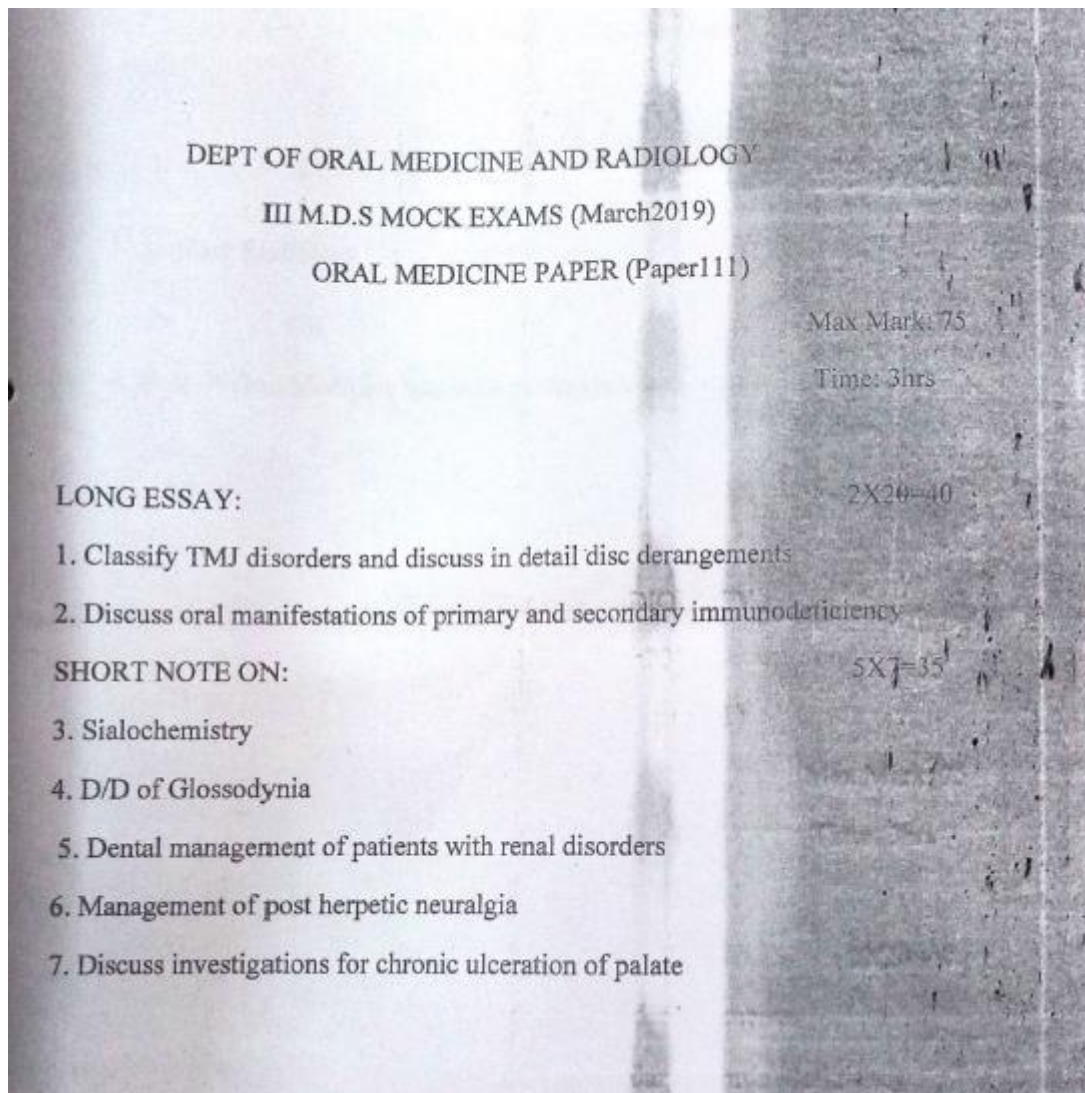 DEPT OF ORAL MEDICINE AND RADIOLOGY
III M.D.S MOCK EXAMS (March2019)
ORAL MEDICINE PAPER (Paper111)
Max Mark: 75
Time: 3hrs
LONG ESSAY: 2X20=40
1. Classify TMJ disorders and discuss in detail disc derangements
2. Discuss oral manifestations of primary and secondary immunodeficiency
SHORT NOTE ON: 5X7=35
3. Sialochemistry
4. D/D of Glossodynia
5. Dental management of patients with renal disorders
6. Management of post herpetic neuralgia
7. Discuss investigations for chronic ulceration of palate